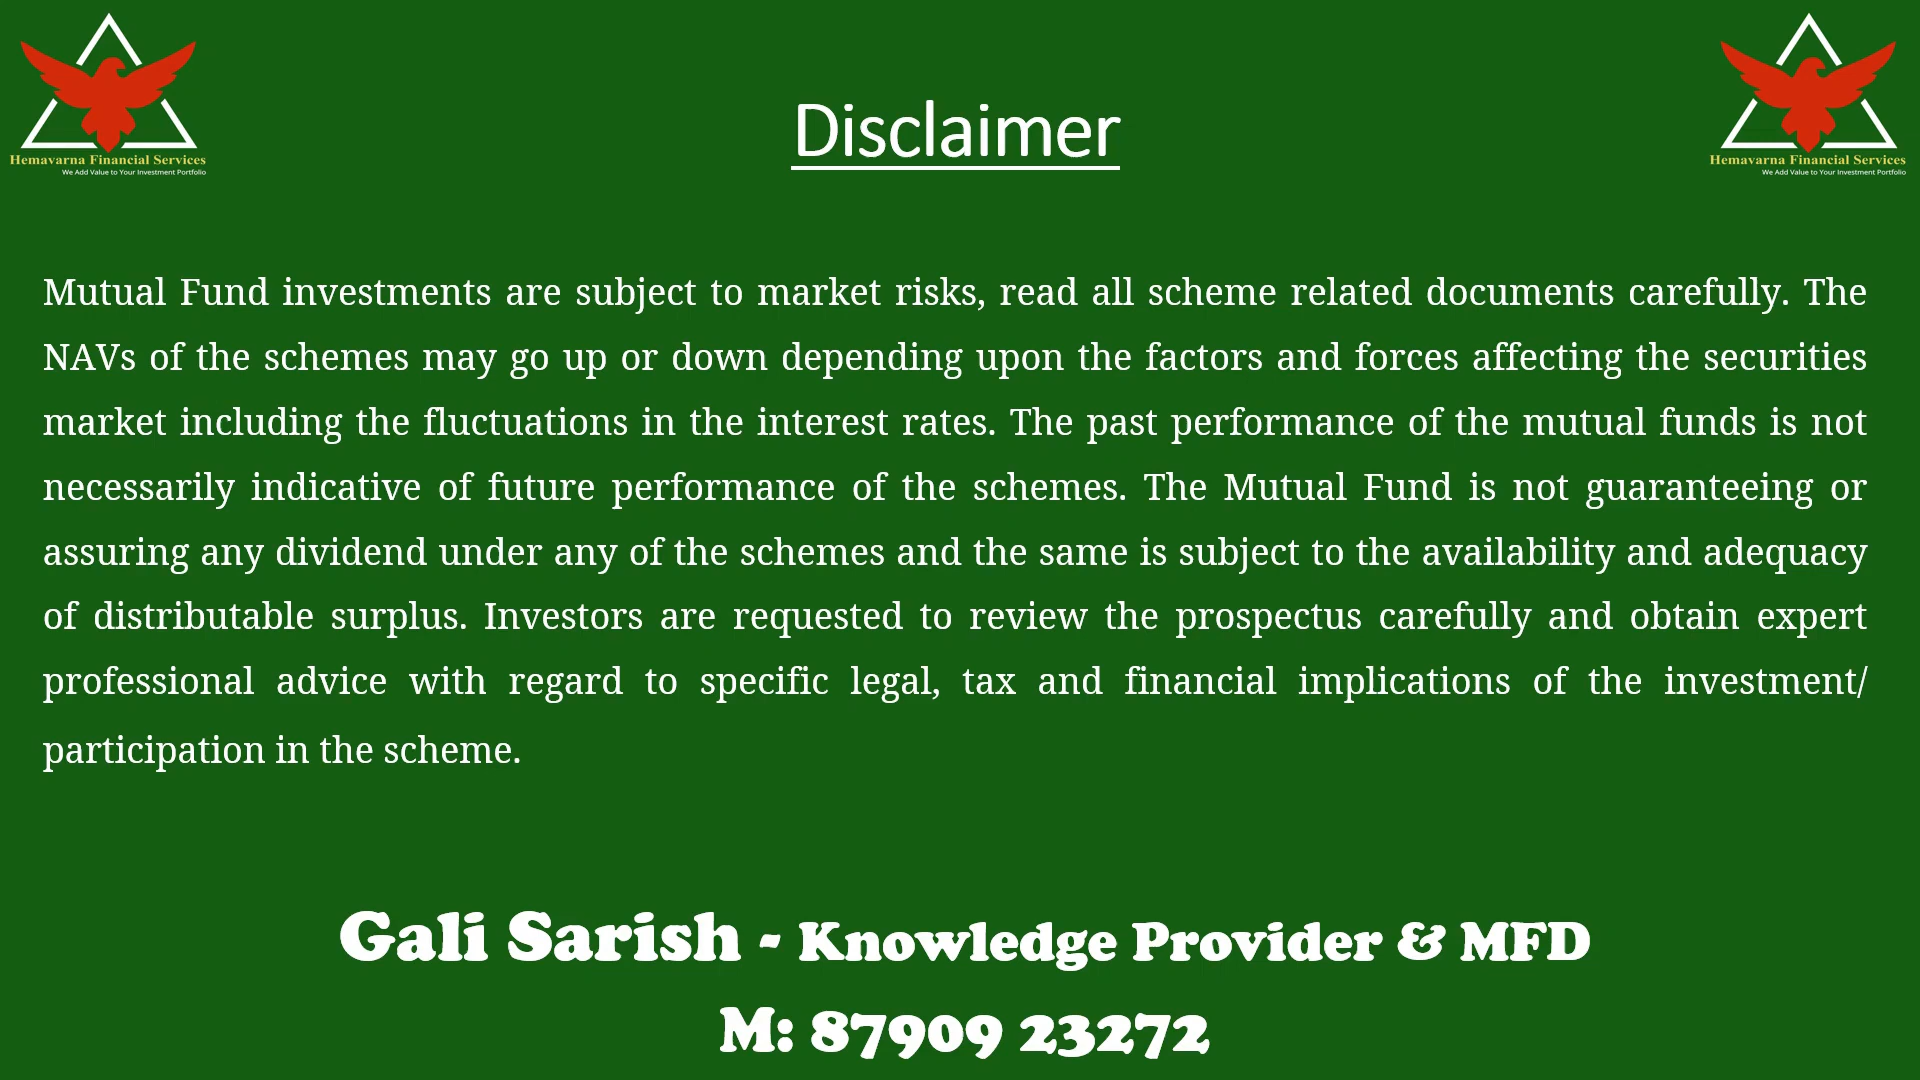 Hemavarna Financial Services
We Add Value to Your Investment Portfolio
Disclaimer
Hemavarna Financial Services
We Add Value to Your Investment Portfolio
Mutual Fund investments are subject to market risks, read all scheme related documents carefully. The
NAVs of the schemes may go up or down depending upon the factors and forces affecting the securities
market including the fluctuations in the interest rates. The past performance of the mutual funds is not
necessarily indicative of future performance of the schemes. The Mutual Fund is not guaranteeing or
assuring any dividend under any of the schemes and the same is subject to the availability and adequacy
of distributable surplus. Investors are requested to review the prospectus carefully and obtain expert
professional advice with regard to specific legal, tax and financial implications of the investment/
participation in the scheme.
Gali Sarish - Knowledge Provider & MFD
M: 87909 23272